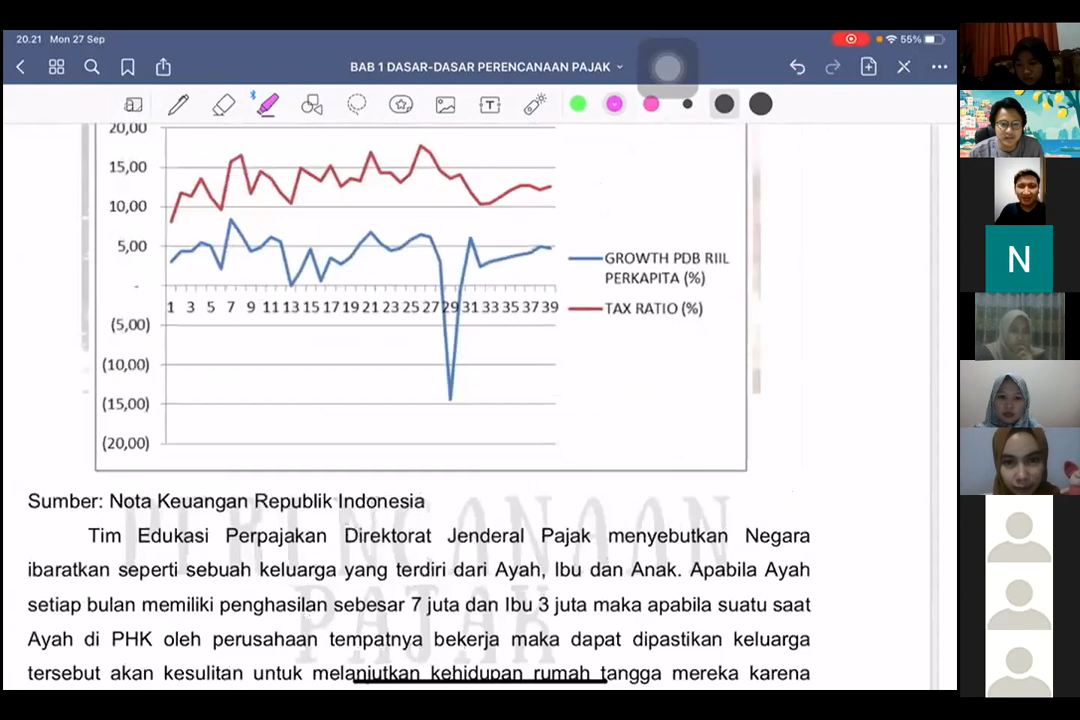 20.21 Mon 27 Sep
55%
BAB 1 DASAR-DASAR PERENCANAAN PAJAK
T
20,00
15,00
10,00
5,00
-
1 3 5 7 9 11 13 15 17 19 21 23 25 27 29 31 33 35 37 39
(5,00)
(10,00)
(15,00)
(20,00)
GROWTH PDB RIIL
PERKAPITA (%)
TAX RATIO (%)
N
Sumber: Nota Keuangan Republik Indonesia
PERENCANAAN
PAJAK
Tim Edukasi Perpajakan Direktorat Jenderal Pajak menyebutkan Negara
ibaratkan seperti sebuah keluarga yang terdiri dari Ayah, Ibu dan Anak. Apabila Ayah
setiap bulan memiliki penghasilan sebesar 7 juta dan Ibu 3 juta maka apabila suatu saat
Ayah di PHK oleh perusahaan tempatnya bekerja maka dapat dipastikan keluarga
tersebut akan kesulitan untuk melanjutkan kehidupan rumah tangga mereka karena